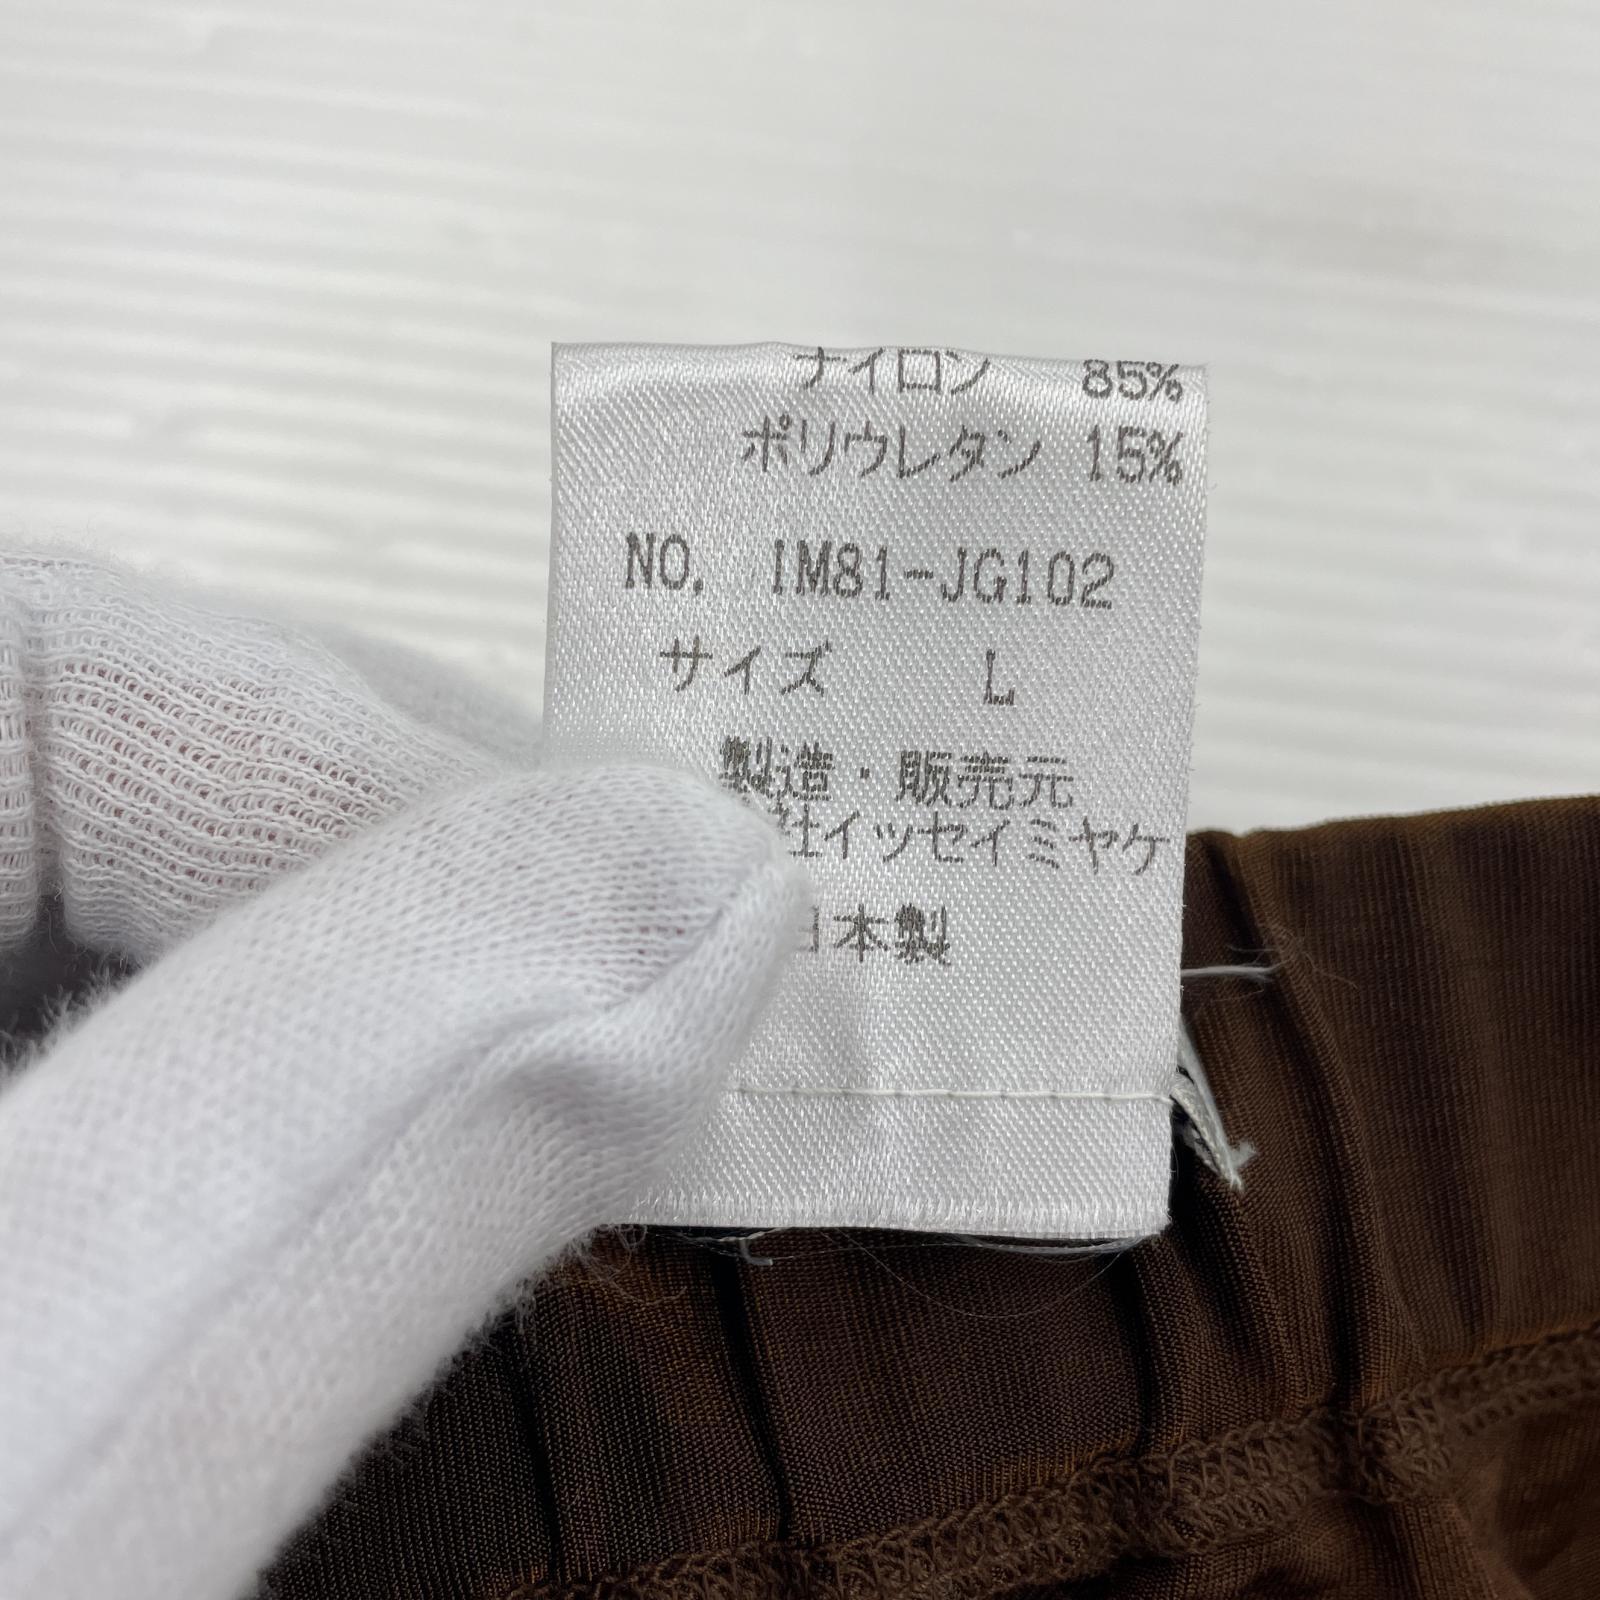 ナイロン 85%
ポリウレタン 15%
NO. IM81-JG102
サイズ L
製造・販売元
社イッセイミヤケ
日本製